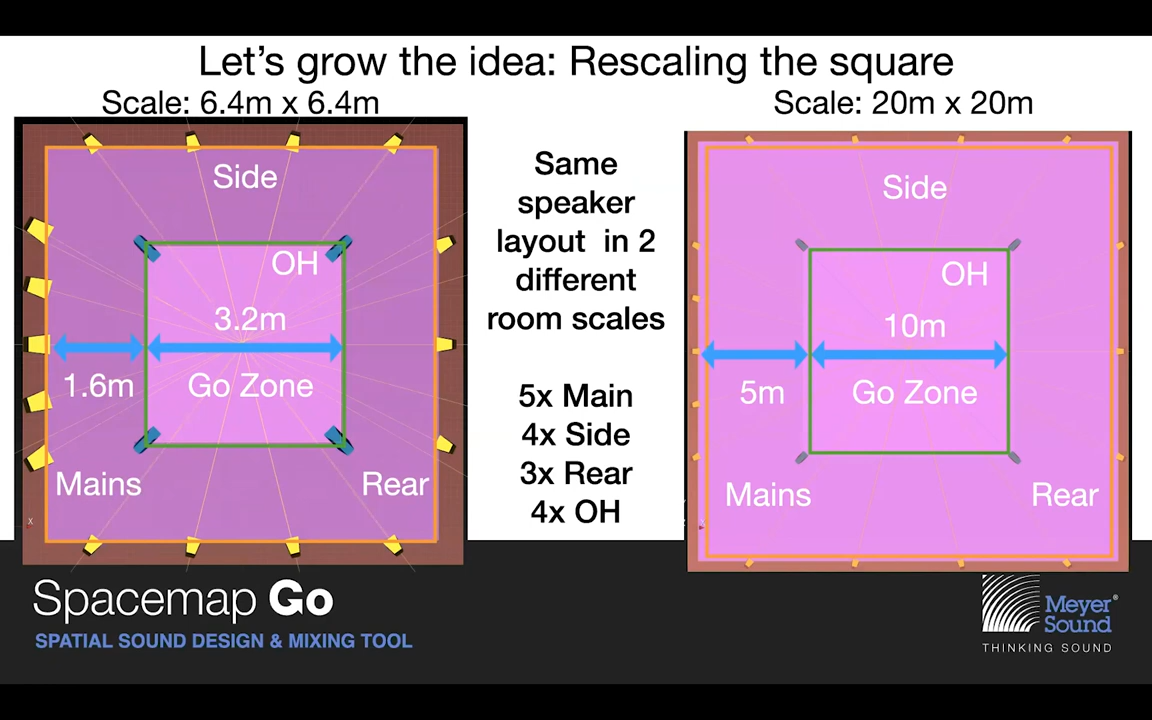 Let's grow the idea: Rescaling the square
Scale: 6.4m x 6.4m
Side
OH
3.2m
1.6m
Go Zone
Mains
Rear
X
Same
speaker
layout in 2
different
room scales
5x Main
4x Side
3x Rear
4x OH
Scale: 20m x 20m
Side
OH
10m
5m
Go Zone
Mains
Rear
Spacemap Go
SPATIAL SOUND DESIGN & MIXING TOOL
Meyer®
Sound
THINKING SOUND